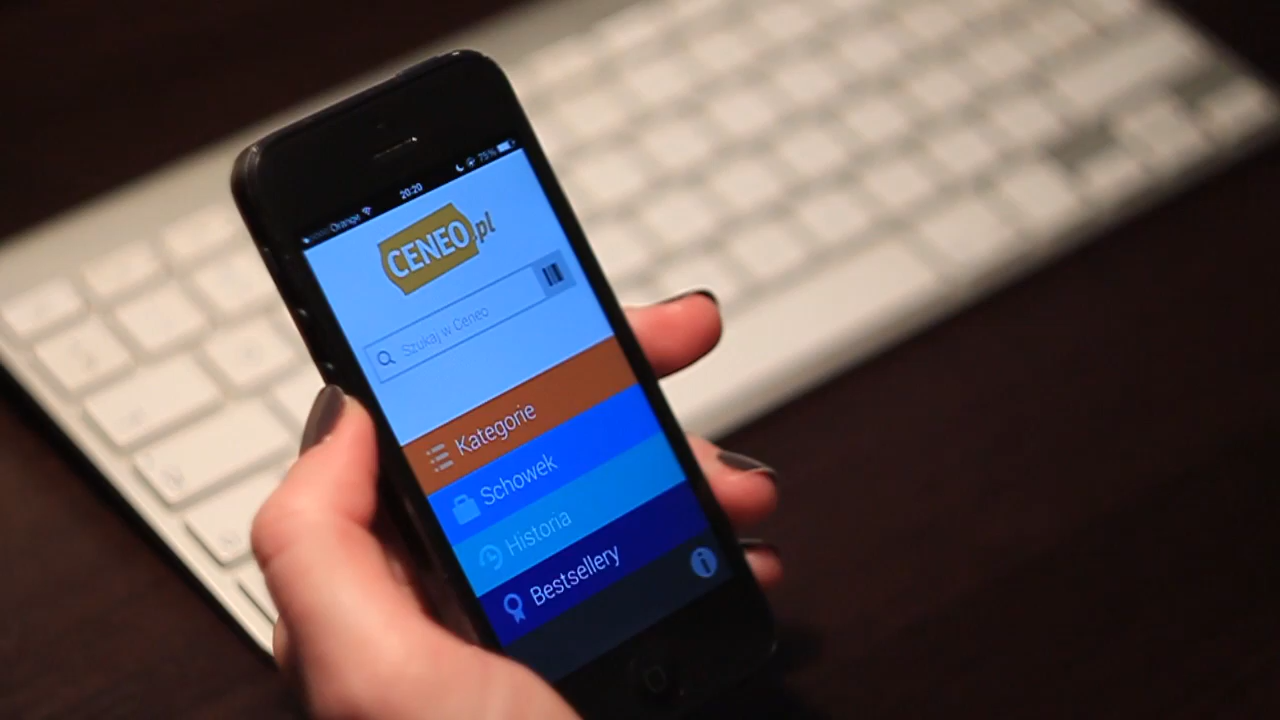 Orange 20:20 75%
CENEO.pl
Szukaj w Ceneo
Kategorie
Schowek
Historia
Bestsellery